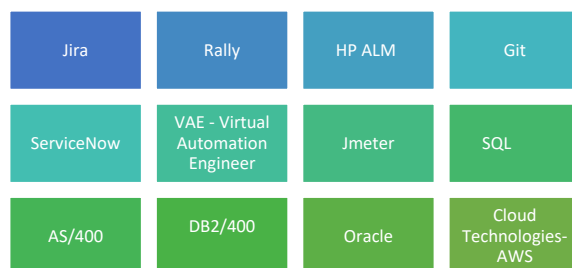 Jira
Rally
HP ALM
Git
ServiceNow
VAE - Virtual
Automation
Engineer
Jmeter
SQL
AS/400
DB2/400
Oracle
Cloud
Technologies-
AWS